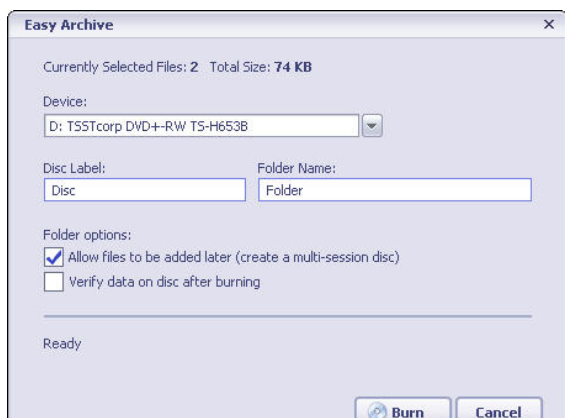 Easy Archive
Currently Selected Files: 2 Total Size: 74 KB
Device:
D: TSSTcorp DVD+-RW TS-H653B
Disc Label: Folder Name:
Disc Folder
Folder options:
Allow files to be added later (create a multi-session disc)
Verify data on disc after burning
Ready
Burn Cancel